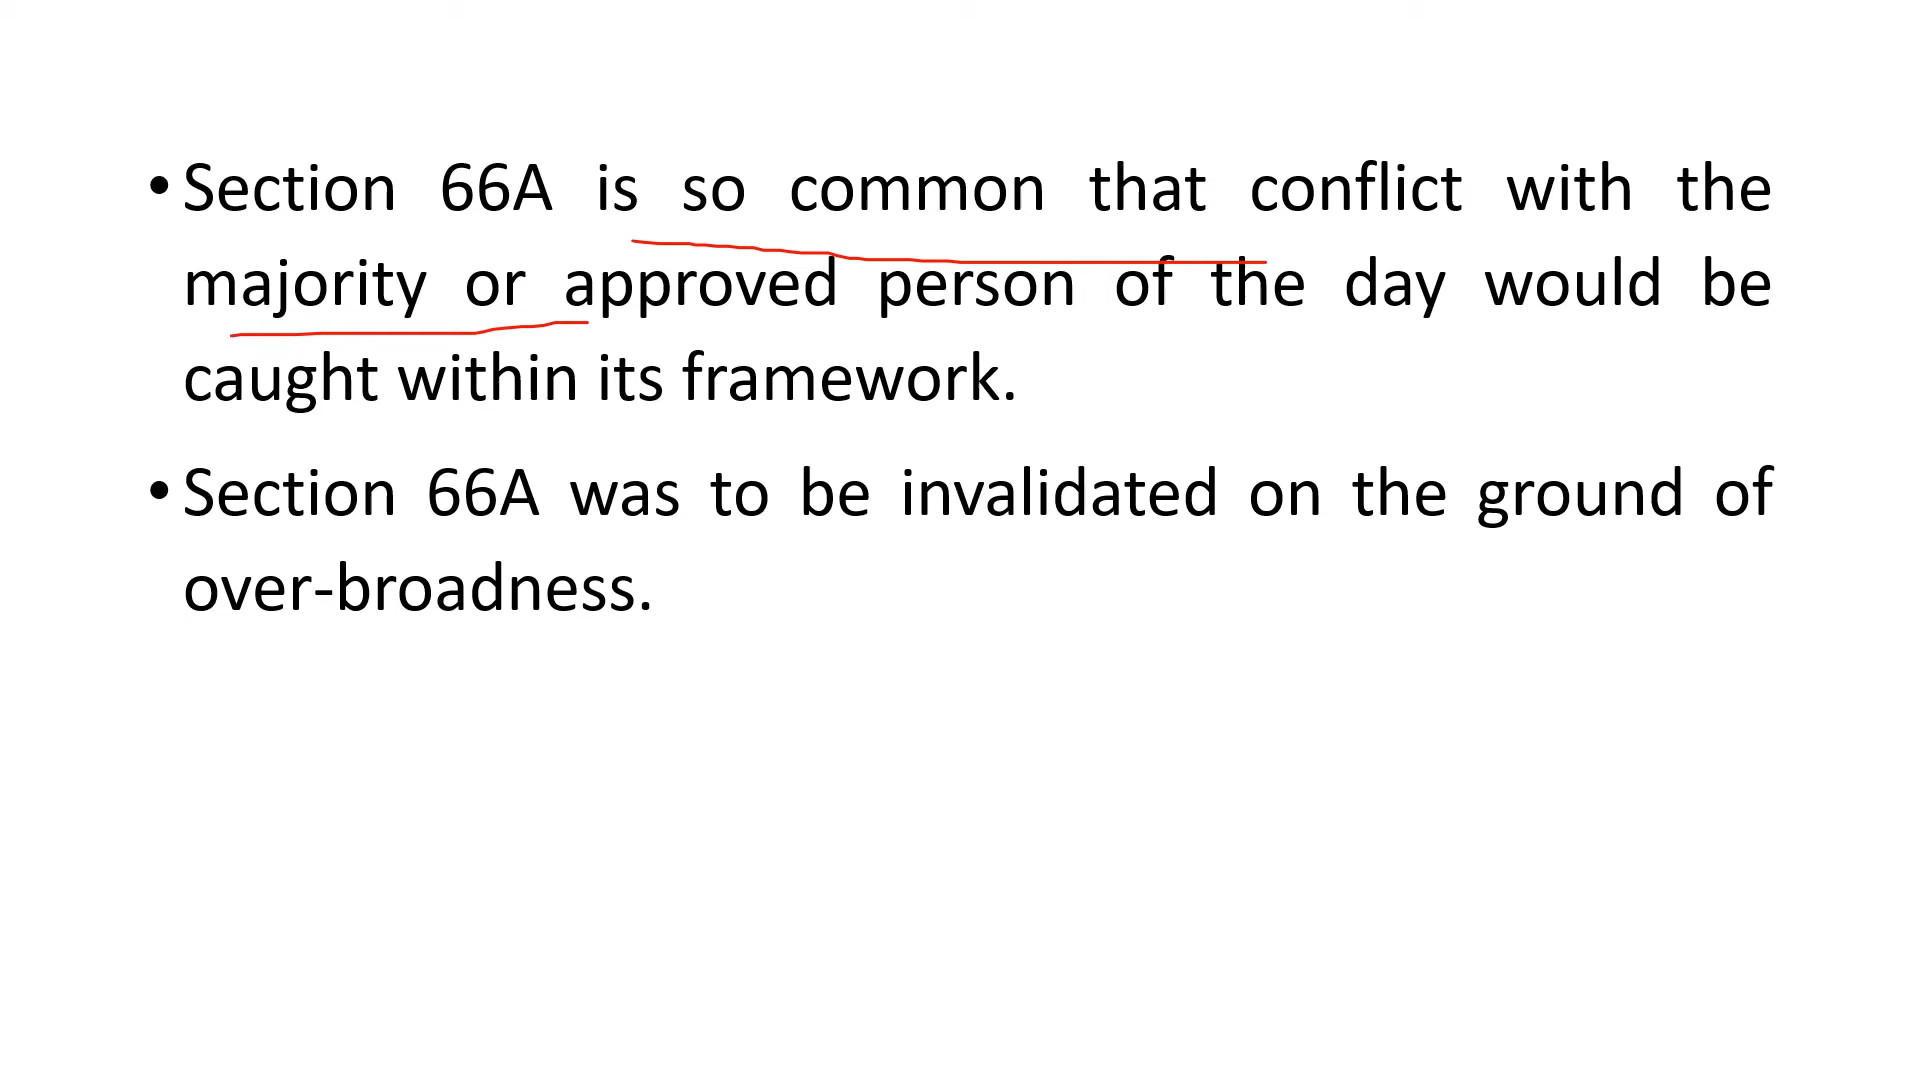 • Section 66A is so common that conflict with the
majority or approved person of the day would be
caught within its framework.
• Section 66A was to be invalidated on the ground of
over-broadness.